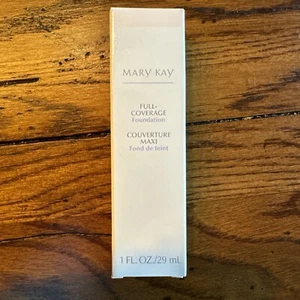 MARY KAY
FULL-
COVERAGE
Foundation
COUVERTURE
MAXI
Fond de teint
1 FL. OZ./29 mL